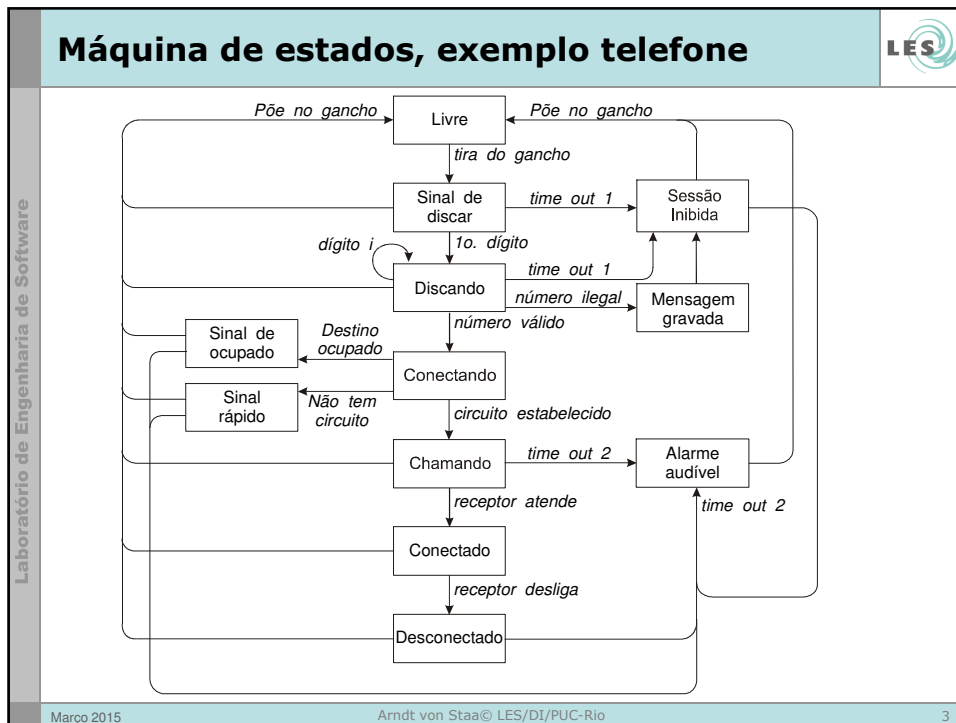 Máquina de estados, exemplo telefone
LES
Laboratório de Engenharia de Software
Põe no gancho
Livre
Põe no gancho
tira do gancho
Sinal de
discar
time out 1
Sessão
Inibida
dígito i
1o. dígito
Discando
time out 1
número ilegal
Mensagem
gravada
número válido
Sinal de
ocupado
Destino
ocupado
Conectando
Sinal
rápido
Não tem
circuito
circuito estabelecido
Chamando
time out 2
Alarme
audível
receptor atende
time out 2
Conectado
receptor desliga
Desconectado
Março 2015
Arndt von Staa© LES/DI/PUC-Rio
3